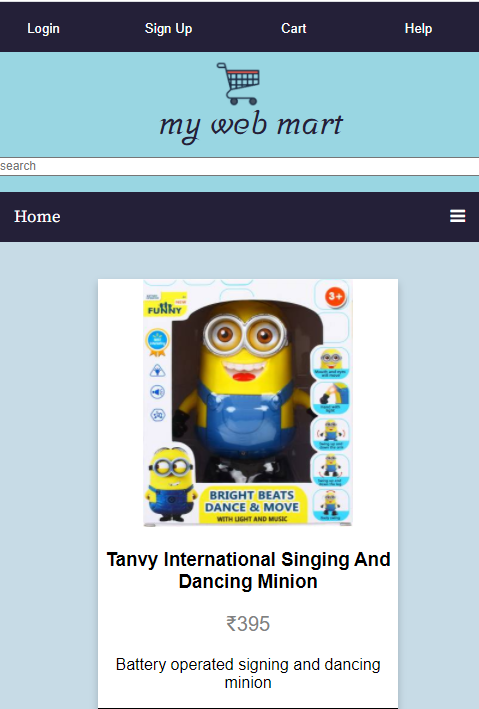 Login Sign Up Cart Help
my web mart
search
Home
3+
FUNNY
BRIGHT BEATS
DANCE & MOVE
WITH LIGHT AND MUSIC
Tanvy International Singing And
Dancing Minion
₹395
Battery operated signing and dancing
minion